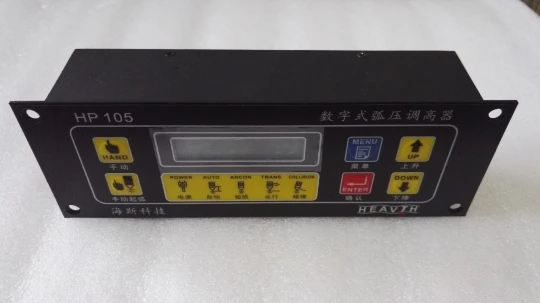 HP 105
数字式弧压调高器
HAND
手动
MENU
菜单
UP
上升
手动起弧
POWER AUTO ARCON TRANS COLLISION
电源 自动 起弧 运行 碰撞
ENTER
确认
DOWN
下降
海斯科技
HEAVTH